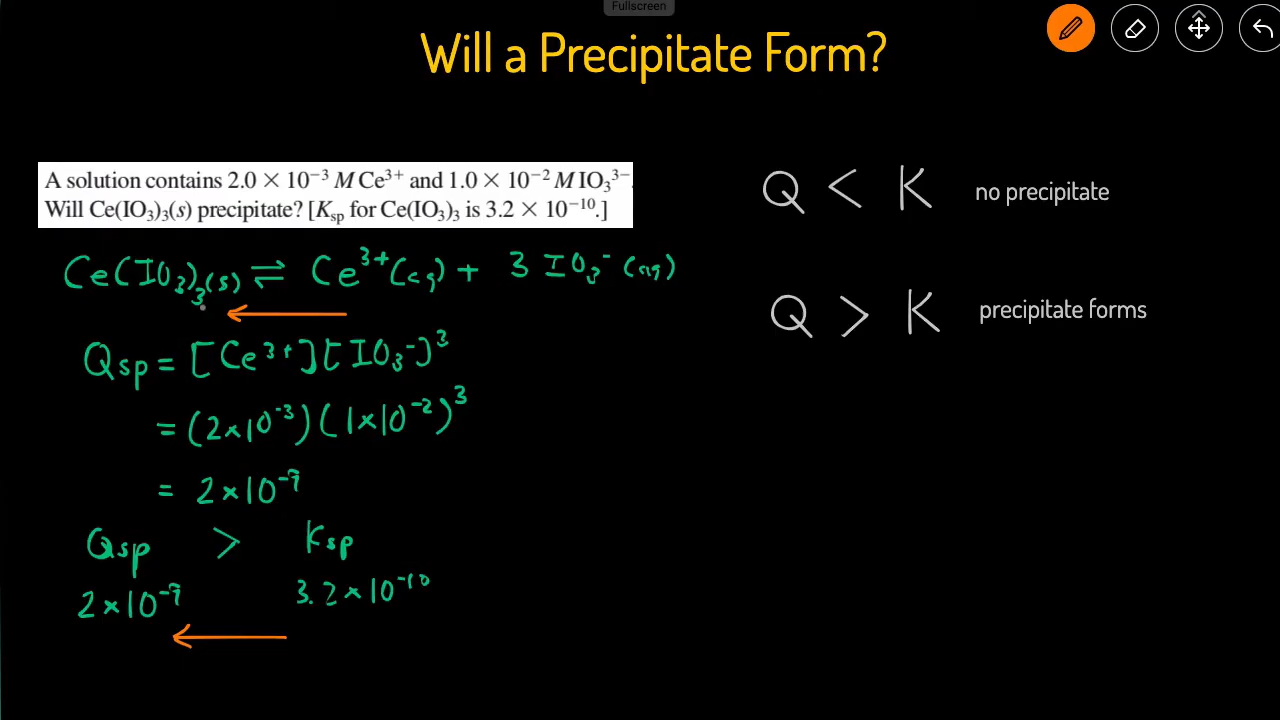 Fullscreen
Will a Precipitate Form?
A solution contains 2.0 × 10⁻³ M Ce³⁺ and 1.0 × 10⁻² M IO₃³⁻.
Will Ce(IO₃)₃(s) precipitate? [Kₛₚ for Ce(IO₃)₃ is 3.2 × 10⁻¹⁰.]
Ce(IO₃)₃(s) ⇌ Ce³⁺(aq) + 3 IO₃⁻(aq)
Qsp = [Ce³⁺][IO₃⁻]³
= (2×10⁻³)(1×10⁻²)³
= 2×10⁻⁹
Qsp > Ksp
2×10⁻⁹ 3.2×10⁻¹⁰
Q < K no precipitate
Q > K precipitate forms